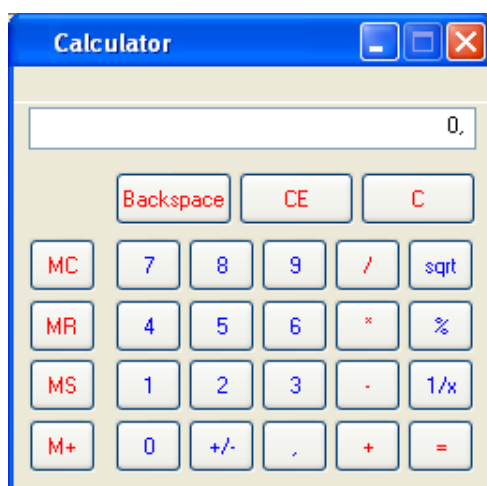 Calculator
0,
Backspace CE C
MC 7 8 9 / sqrt
MR 4 5 6 * %
MS 1 2 3 - 1/x
M+ 0 +/- , + =